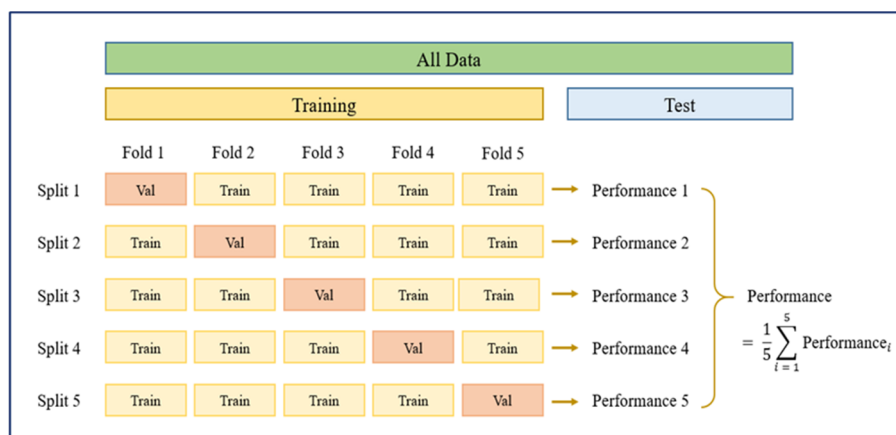 All Data
Training Test
Fold 1 Fold 2 Fold 3 Fold 4 Fold 5
Split 1 Val Train Train Train Train Performance 1
Split 2 Train Val Train Train Train Performance 2
Split 3 Train Train Val Train Train Performance 3
Split 4 Train Train Train Val Train Performance 4
Split 5 Train Train Train Train Val Performance 5
Performance
= 1/5 ∑ i = 1 5 Performance i